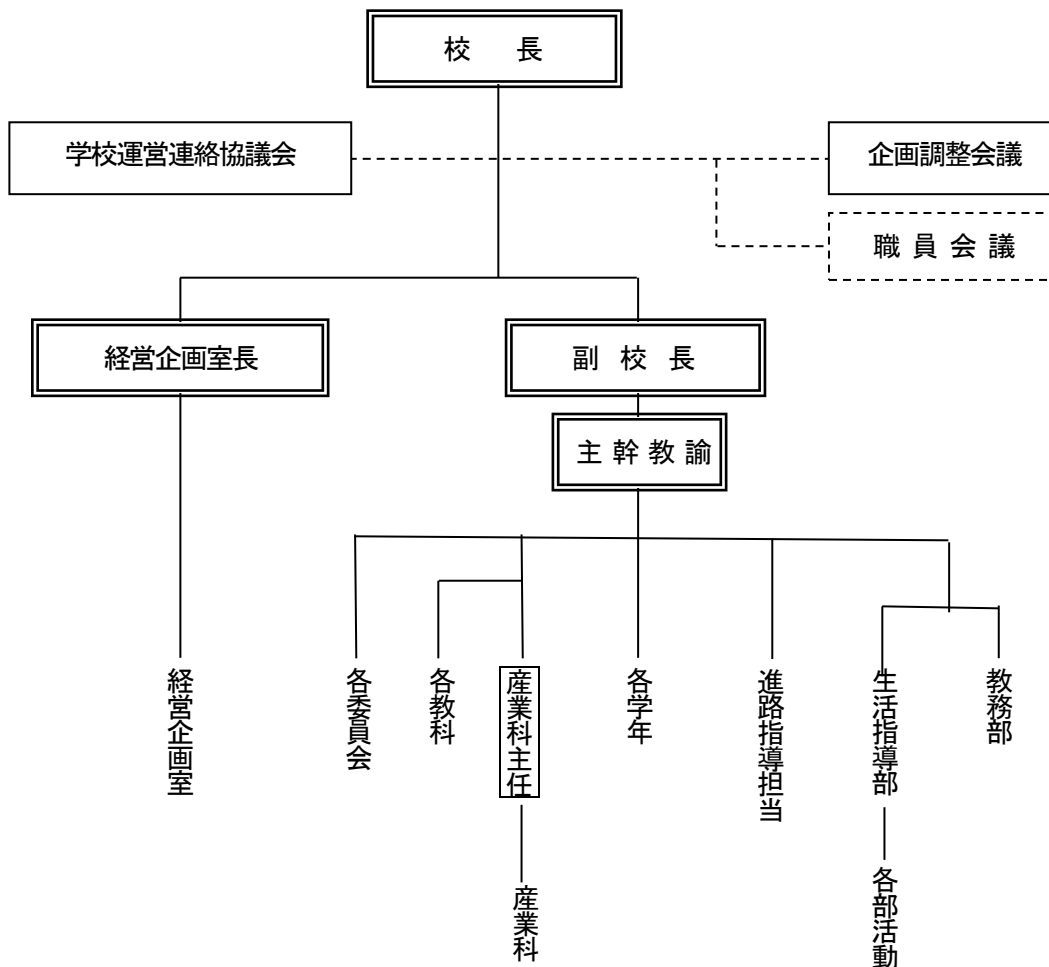 校　長
学校運営連絡協議会
企画調整会議
職 員 会 議
経営企画室長
副 校 長
主 幹 教 諭
経営企画室
各委員会
各教科
産業科主任
各学年
進路指導担当
生活指導部
教務部
産業科
各部活動